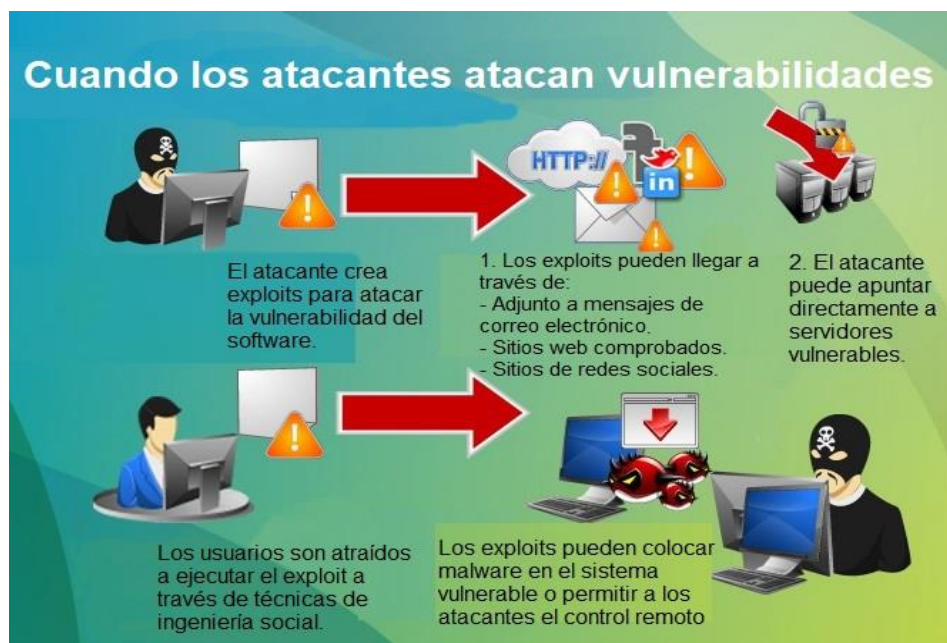 Cuando los atacantes atacan vulnerabilidades
HTTP://
in
El atacante crea
exploits para atacar
la vulnerabilidad del
software.
1. Los exploits pueden llegar a
través de:
- Adjunto a mensajes de
correo electrónico.
- Sitios web comprobados.
- Sitios de redes sociales.
2. El atacante
puede apuntar
directamente a
servidores
vulnerables.
Los usuarios son atraídos
a ejecutar el exploit a
través de técnicas de
ingeniería social.
Los exploits pueden colocar
malware en el sistema
vulnerable o permitir a los
atacantes el control remoto